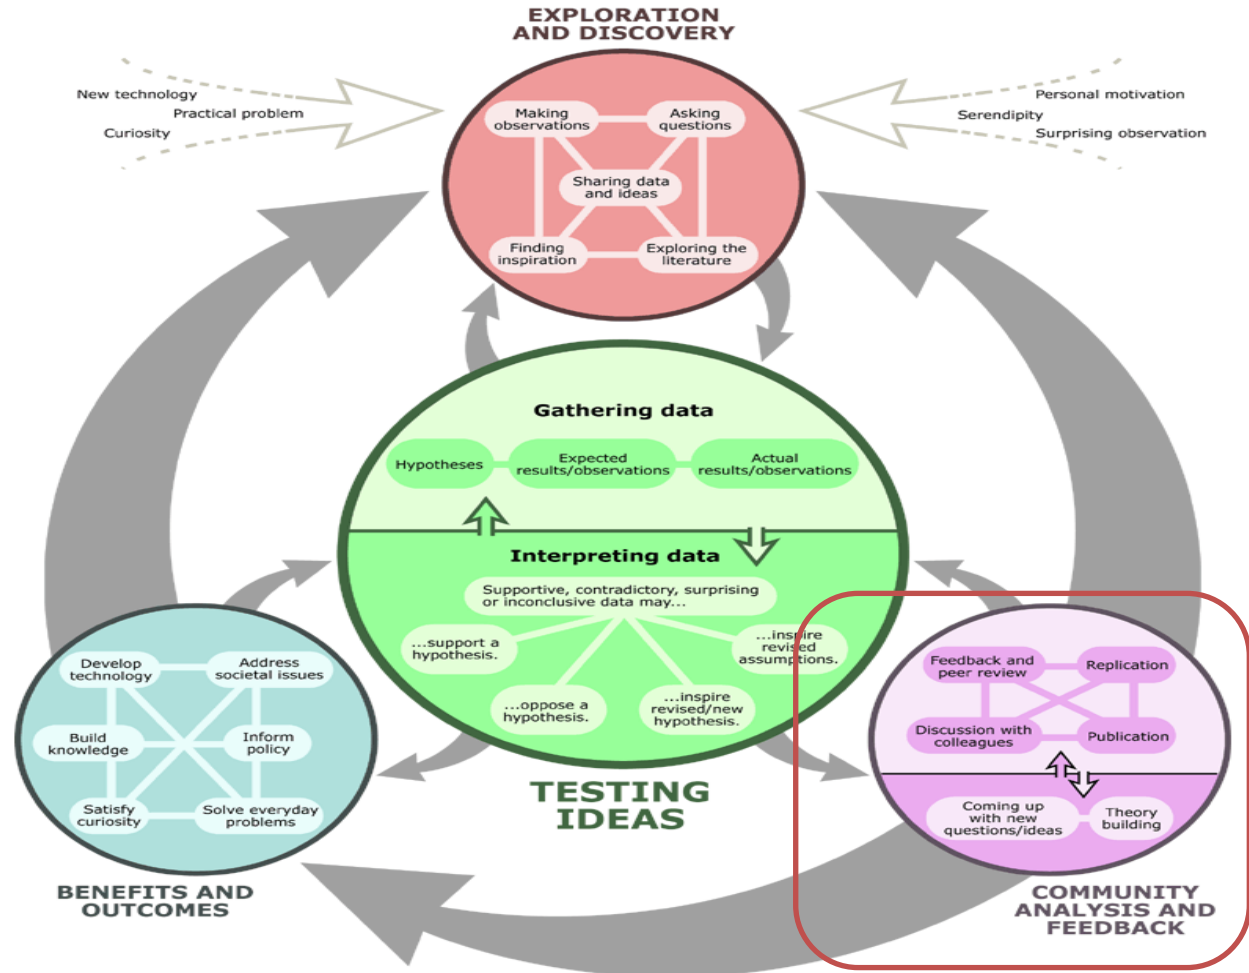 EXPLORATION
AND DISCOVERY
New technology
Practical problem
Curiosity
Personal motivation
Serendipity
Surprising observation
Making
observations
Asking
questions
Sharing data
and ideas
Finding
inspiration
Exploring the
literature
Gathering data
Hypotheses
Expected
results/observations
Actual
results/observations
Interpreting data
Supportive, contradictory, surprising
or inconclusive data may...
...support a
hypothesis.
...oppose a
hypothesis.
...inspire
revised/new
hypothesis.
...inspire
revised
assumptions.
TESTING
IDEAS
Develop
technology
Address
societal issues
Build
knowledge
Inform
policy
Satisfy
curiosity
Solve everyday
problems
BENEFITS AND
OUTCOMES
Feedback and
peer review
Replication
Discussion with
colleagues
Publication
Coming up
with new
questions/ideas
Theory
building
COMMUNITY
ANALYSIS AND
FEEDBACK